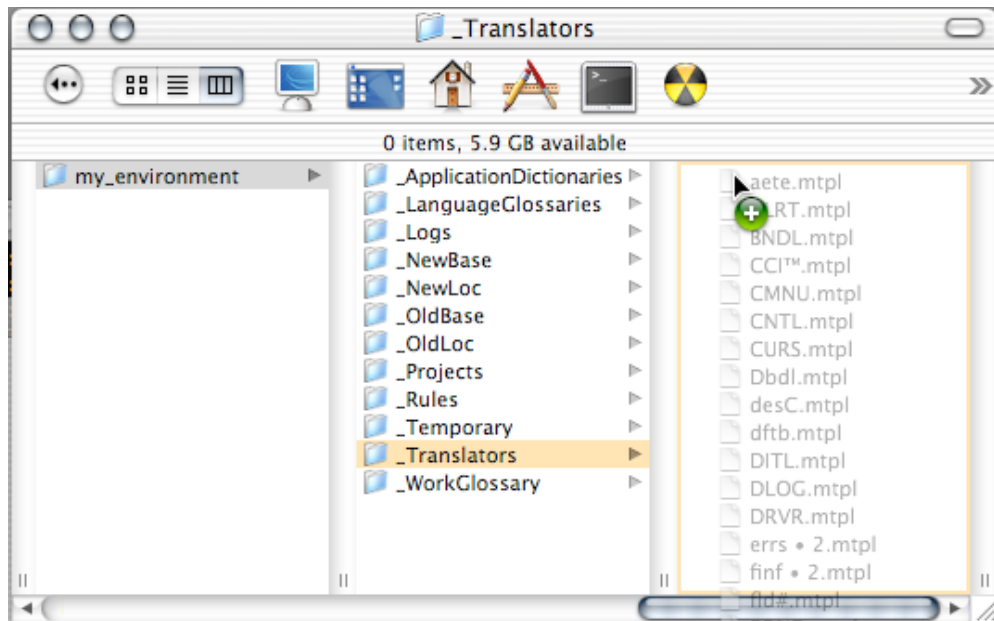 _Translators
0 items, 5.9 GB available
my_environment
_ApplicationDictionaries
_LanguageGlossaries
_Logs
_NewBase
_NewLoc
_OldBase
_OldLoc
_Projects
_Rules
_Temporary
_Translators
_WorkGlossary
aete.mtpl
BNDL.mtpl
CCI™.mtpl
CMNU.mtpl
CNTL.mtpl
CURS.mtpl
Dbdl.mtpl
desC.mtpl
dftb.mtpl
DITL.mtpl
DLOG.mtpl
DRVR.mtpl
errs • 2.mtpl
finf • 2.mtpl
fld#.mtpl